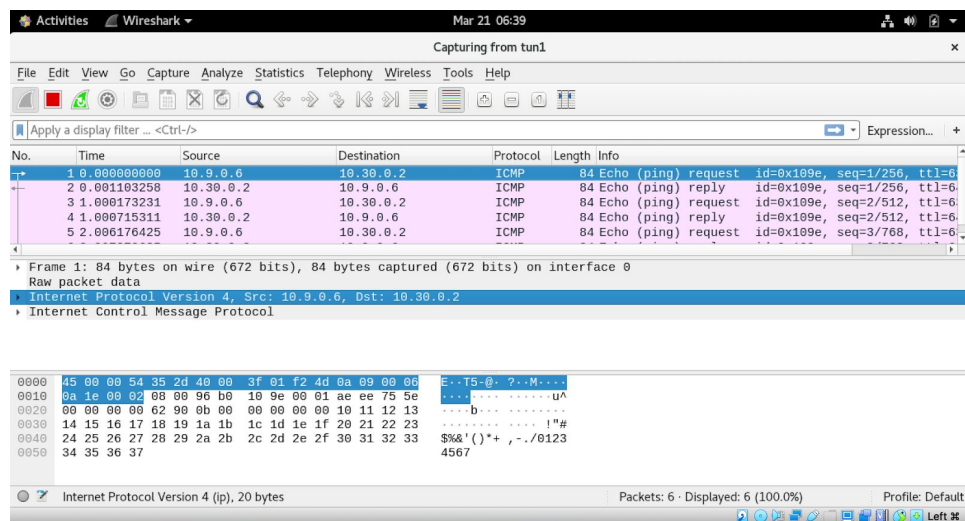 Activities Wireshark Mar 21 06:39
Capturing from tun1
File Edit View Go Capture Analyze Statistics Telephony Wireless Tools Help
Apply a display filter ... <Ctrl-/> Expression... +
No. Time Source Destination Protocol Length Info
1 0.000000000 10.9.0.6 10.30.0.2 ICMP 84 Echo (ping) request id=0x109e, seq=1/256, ttl=6
2 0.001103258 10.30.0.2 10.9.0.6 ICMP 84 Echo (ping) reply id=0x109e, seq=1/256, ttl=6
3 1.000173231 10.9.0.6 10.30.0.2 ICMP 84 Echo (ping) request id=0x109e, seq=2/512, ttl=6
4 1.000715311 10.30.0.2 10.9.0.6 ICMP 84 Echo (ping) reply id=0x109e, seq=2/512, ttl=6
5 2.006176425 10.9.0.6 10.30.0.2 ICMP 84 Echo (ping) request id=0x109e, seq=3/768, ttl=6
Frame 1: 84 bytes on wire (672 bits), 84 bytes captured (672 bits) on interface 0
Raw packet data
Internet Protocol Version 4, Src: 10.9.0.6, Dst: 10.30.0.2
Internet Control Message Protocol
0000 45 00 00 54 35 2d 40 00 3f 01 f2 4d 0a 09 00 06 E··T5-@· ?··M····
0010 0a 1e 00 02 08 00 96 b0 10 9e 00 01 ae ee 75 5e ········ ······u^
0020 00 00 00 00 62 90 0b 00 00 00 00 00 10 11 12 13 ····b··· ········
0030 14 15 16 17 18 19 1a 1b 1c 1d 1e 1f 20 21 22 23 ········ ···· !"#
0040 24 25 26 27 28 29 2a 2b 2c 2d 2e 2f 30 31 32 33 $%&'()*+ ,-./0123
0050 34 35 36 37 4567
Internet Protocol Version 4 (ip), 20 bytes Packets: 6 · Displayed: 6 (100.0%) Profile: Default
Left ⌘